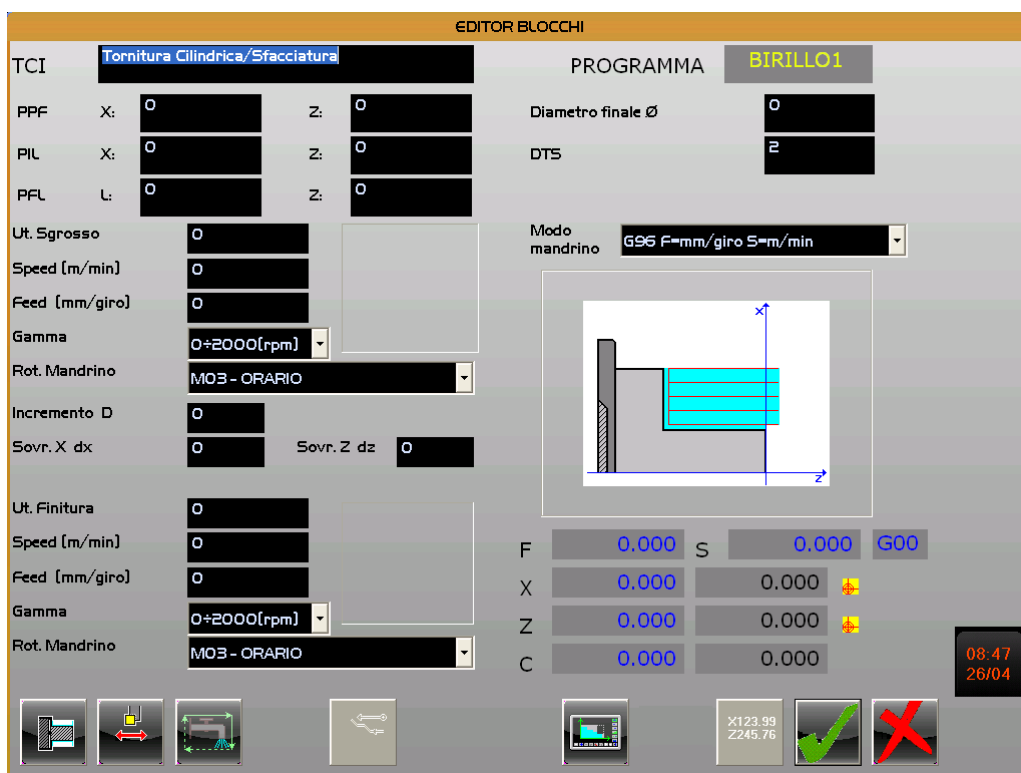 EDITOR BLOCCHI
TCI Tornitura Cilindrica/Sfacciatura PROGRAMMA BIRILLO1
PPF X: 0 Z: 0 Diametro finale Ø 0
PIL X: 0 Z: 0 DTS 2
PFL L: 0 Z: 0
Ut. Sgrosso 0 Modo mandrino G96 F=mm/giro S=m/min
Speed (m/min) 0
Feed (mm/giro) 0
Gamma 0÷2000(rpm)
Rot. Mandrino M03 - ORARIO
Incremento D 0
Sovr. X dx 0 Sovr. Z dz 0
x
z
Ut. Finitura 0
Speed (m/min) 0
Feed (mm/giro) 0
Gamma 0÷2000(rpm)
Rot. Mandrino M03 - ORARIO
F 0.000 S 0.000 G00
X 0.000 0.000
Z 0.000 0.000
C 0.000 0.000
08:47
26/04
X123.99
Z245.76